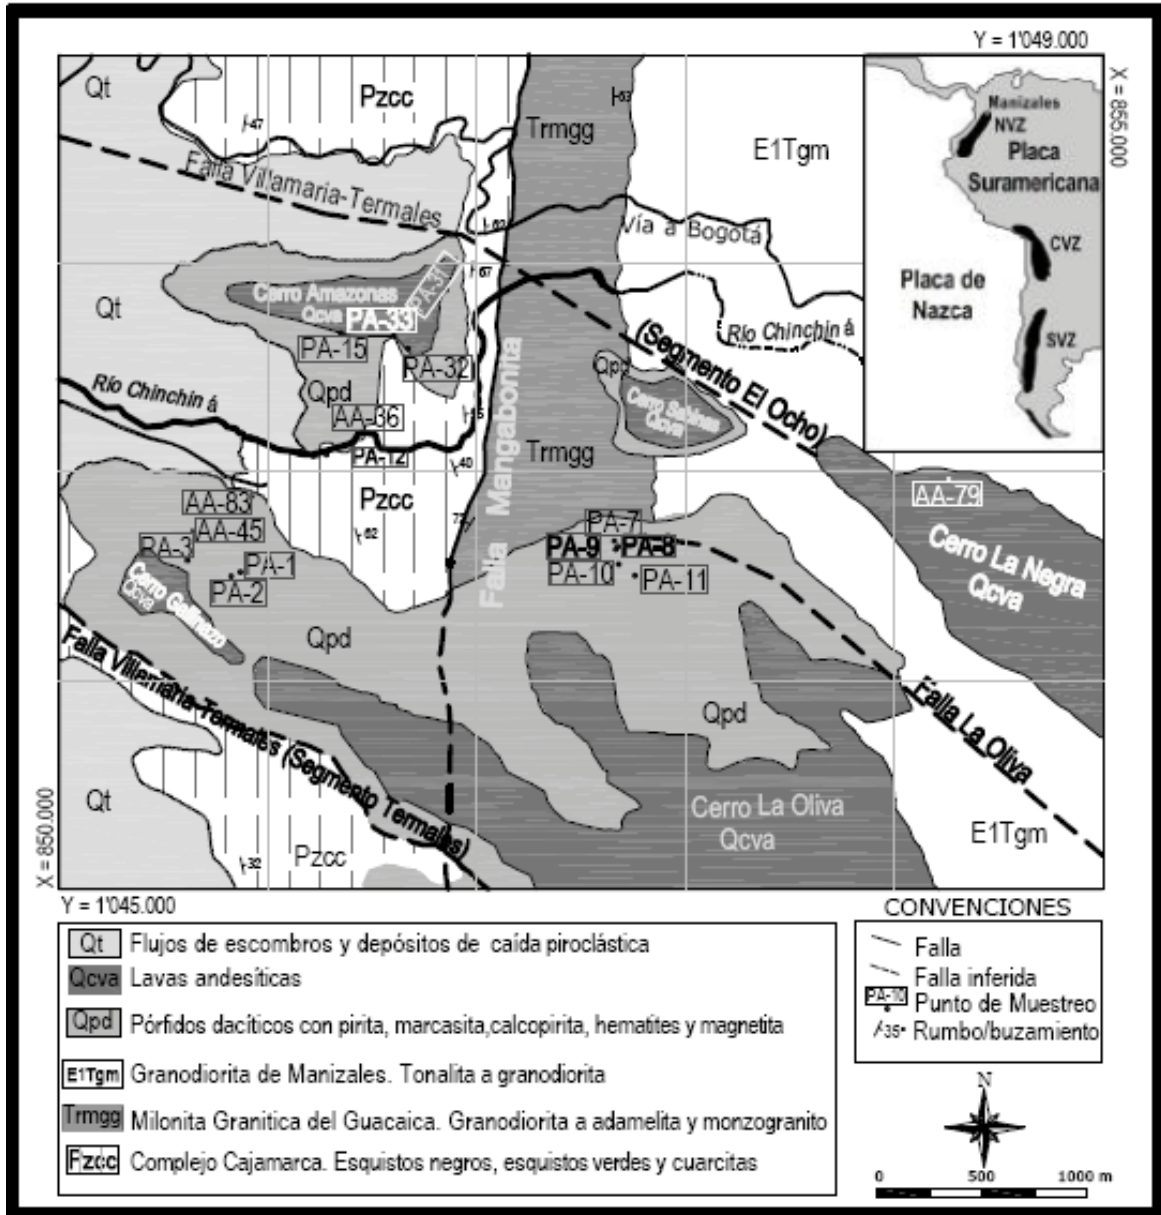 Y = 1'049.000
X = 855.000
Qt
Pzcc
47
Trmgg
63
E1Tgm
Falla Villamaria-Termales
60
Vía a Bogotá
Manizales
NVZ
Placa
Suramericana
CVZ
Placa de
Nazca
SVZ
Qt
67
Cerro Amazonas
Qcva
PA-31
PA-33
PA-15
PA-32
Qpd
AA-36
Río Chinchiná
Río Chinchiná
(Segmento El Ocho)
Qpd
Cerro Sabinas
Qcva
PA-12
40
Trmgg
Falla Mangabonita
Pzcc
62
AA-83
AA-45
PA-3
PA-1
PA-2
Cerro Gallinazo
Qcva
PA-7
PA-9
PA-8
PA-10
PA-11
AA-79
Cerro La Negra
Qcva
Qpd
Qpd
Falla La Oliva
Falla Villamaria-Termales (Segmento Termales)
Qt
Pzcc
32
Cerro La Oliva
Qcva
E1Tgm
X = 850.000
Y = 1'045.000
Qt Flujos de escombros y depósitos de caída piroclástica
Qcva Lavas andesíticas
Qpd Pórfidos dacíticos con pirita, marcasita,calcopirita, hematites y magnetita
E1Tgm Granodiorita de Manizales. Tonalita a granodiorita
Trmgg Milonita Granitica del Guacaica. Granodiorita a adamelita y monzogranito
Pzcc Complejo Cajamarca. Esquistos negros, esquistos verdes y cuarcitas
CONVENCIONES
Falla
Falla inferida
PA-10 Punto de Muestreo
35 Rumbo/buzamiento
N
0 500 1000 m